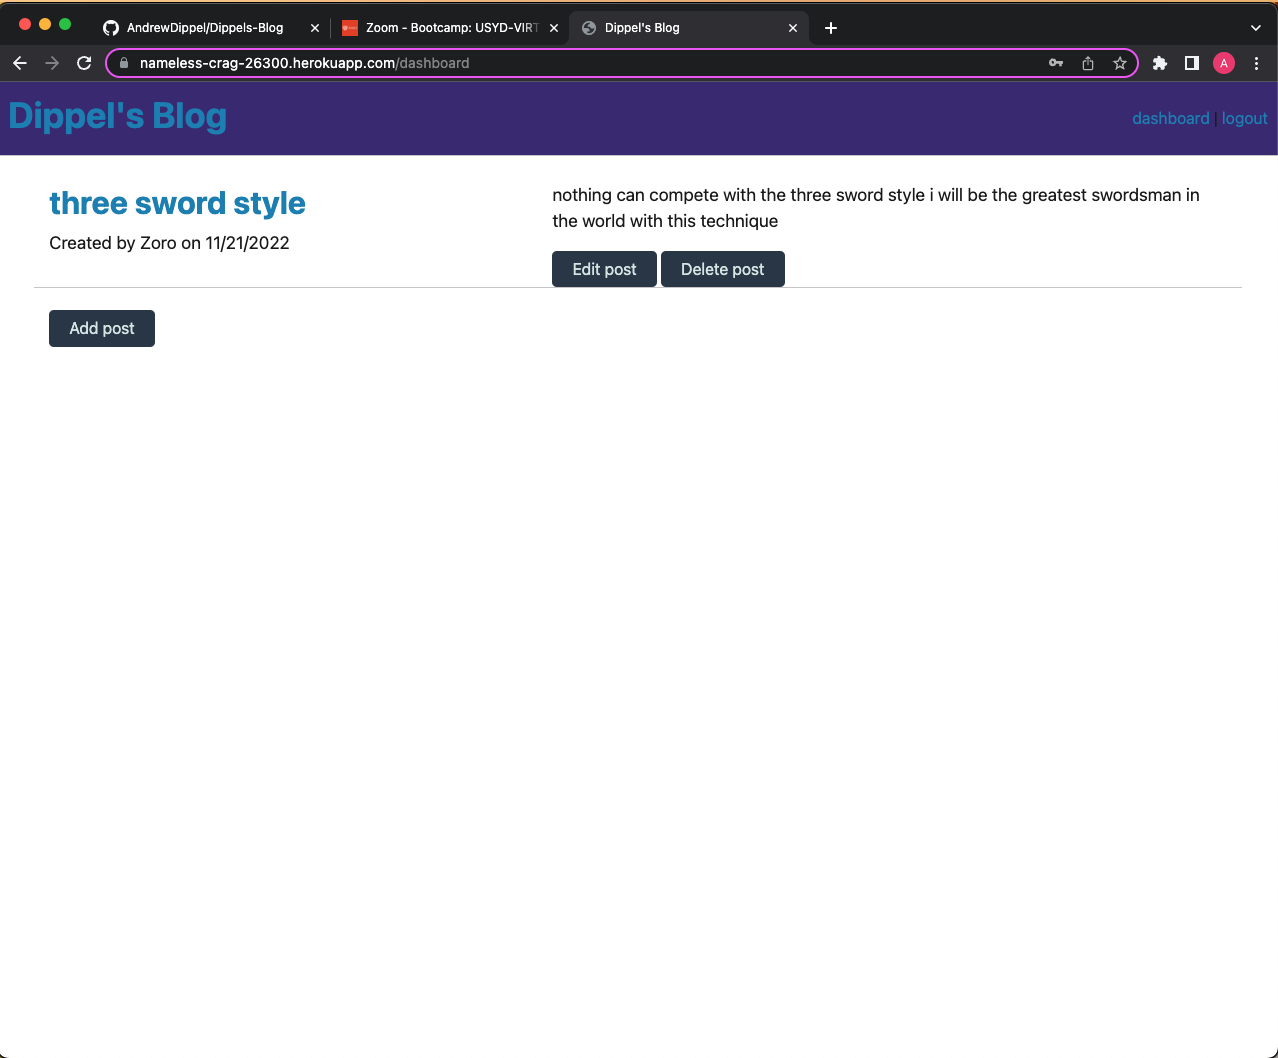 AndrewDippel/Dippels-Blog
Zoom - Bootcamp: USYD-VIRT
Dippel's Blog
nameless-crag-26300.herokuapp.com/dashboard
A
Dippel's Blog
dashboard | logout
three sword style
Created by Zoro on 11/21/2022
nothing can compete with the three sword style i will be the greatest swordsman in
the world with this technique
Edit post
Delete post
Add post